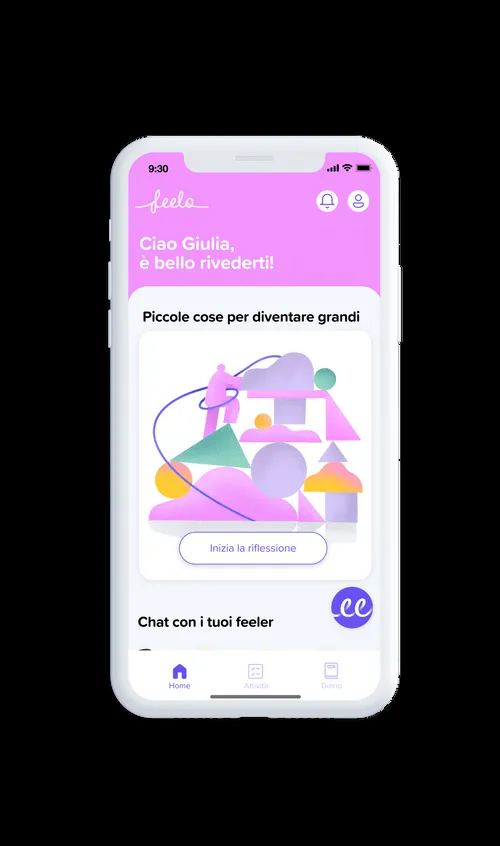 9:30
feelo
Ciao Giulia,
è bello rivederti!
Piccole cose per diventare grandi
Inizia la riflessione
ee
Chat con i tuoi feeler
Home
Attività
Diario